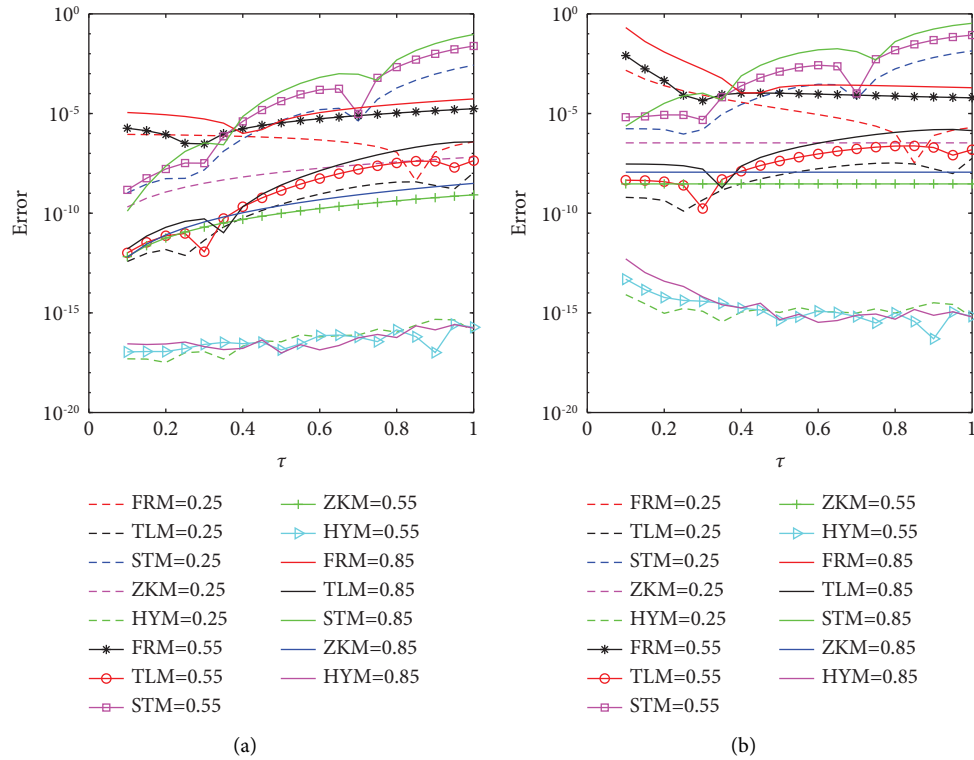 10^0
10^-5
10^-10
10^-15
10^-20
Error
0
0.2
0.4
0.6
0.8
1
τ
FRM=0.25
TLM=0.25
STM=0.25
ZKM=0.25
HYM=0.25
FRM=0.55
TLM=0.55
STM=0.55
ZKM=0.55
HYM=0.55
FRM=0.85
TLM=0.85
STM=0.85
ZKM=0.85
HYM=0.85
(a)
10^0
10^-5
10^-10
10^-15
10^-20
Error
0
0.2
0.4
0.6
0.8
1
τ
FRM=0.25
TLM=0.25
STM=0.25
ZKM=0.25
HYM=0.25
FRM=0.55
TLM=0.55
STM=0.55
ZKM=0.55
HYM=0.55
FRM=0.85
TLM=0.85
STM=0.85
ZKM=0.85
HYM=0.85
(b)